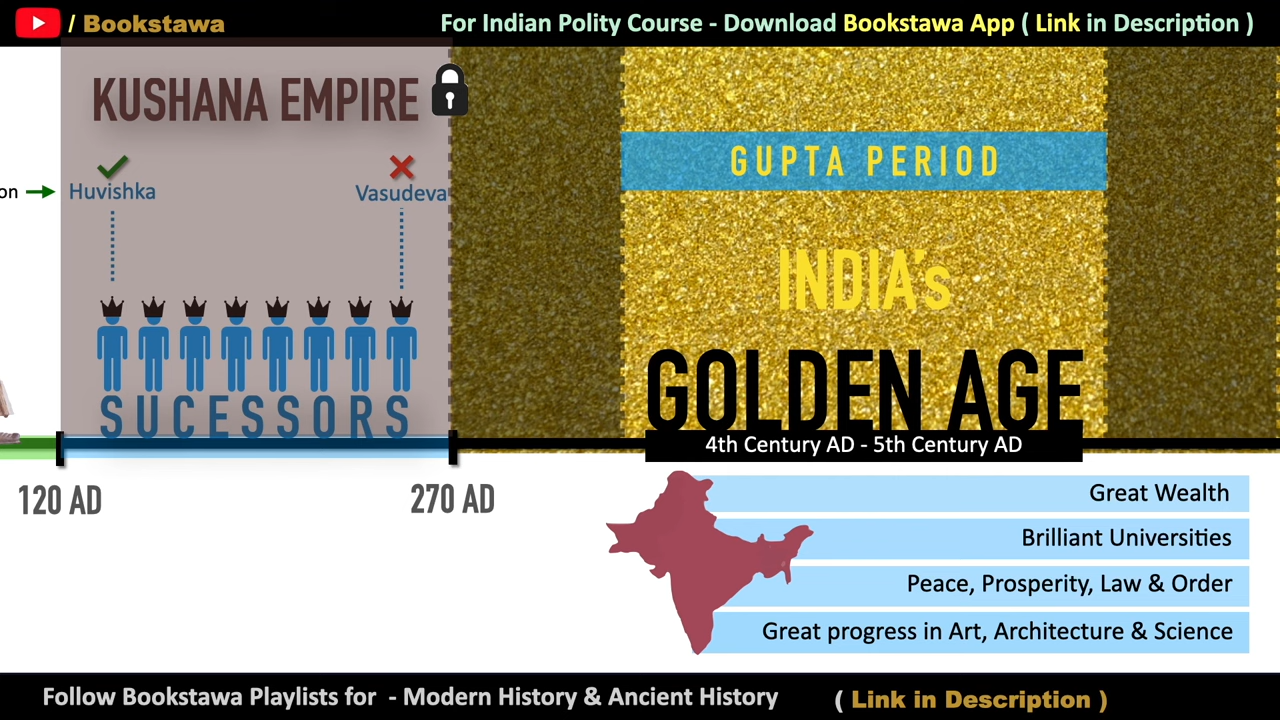 / Bookstawa
For Indian Polity Course - Download Bookstawa App ( Link in Description )
KUSHANA EMPIRE
on
Huvishka
Vasudeva
SUCESSORS
120 AD
270 AD
GUPTA PERIOD
INDIA's
GOLDEN AGE
4th Century AD - 5th Century AD
Great Wealth
Brilliant Universities
Peace, Prosperity, Law & Order
Great progress in Art, Architecture & Science
Follow Bookstawa Playlists for - Modern History & Ancient History
( Link in Description )